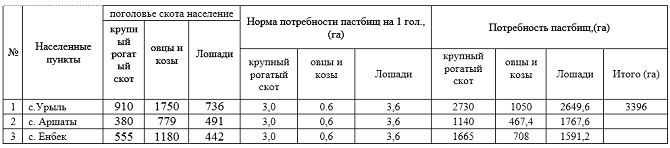 № Населенные пункты поголовье скота население Норма потребности пастбищ на 1 гол., (га) Потребность пастбищ,(га)
крупный рогатый скот овцы и козы Лошади крупный рогатый скот овцы и козы Лошади крупный рогатый скот овцы и козы Лошади Итого (га)
1 с.Урыль 910 1750 736 3,0 0.6 3,6 2730 1050 2649,6 3396
2 с. Аршаты 380 779 491 3,0 0,6 3,6 1140 467,4 1767,6
3 с. Енбек 555 1180 442 3,0 0,6 3,6 1665 708 1591,2